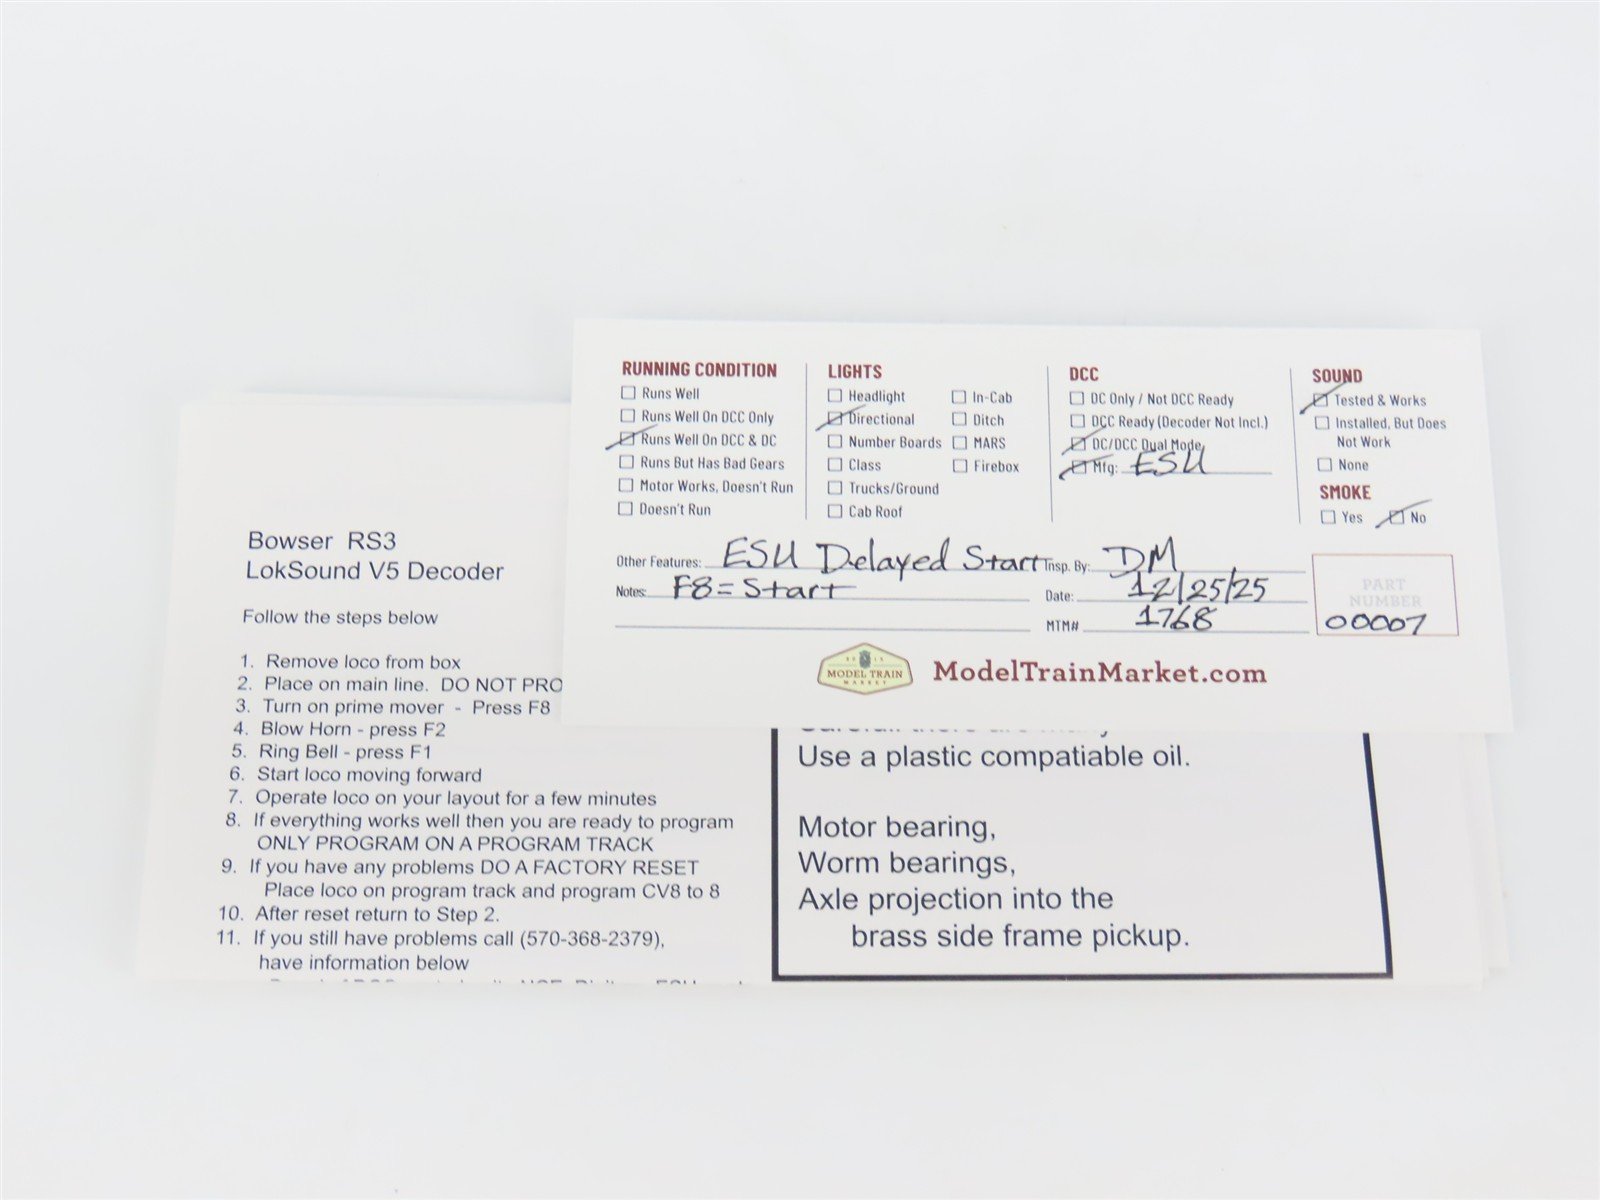 RUNNING CONDITION
Runs Well
Runs Well On DCC Only
Runs Well On DCC & DC
Runs But Has Bad Gears
Motor Works, Doesn't Run
Doesn't Run
LIGHTS
Headlight
Directional
Number Boards
Class
Trucks/Ground
Cab Roof
In-Cab
Ditch
MARS
Firebox
DCC
DC Only / Not DCC Ready
DCC Ready (Decoder Not Incl.)
DC/DCC Dual Mode
Mfg: ESU
SOUND
Tested & Works
Installed, But Does
Not Work
None
SMOKE
Yes No
Other Features: ESU Delayed Start
Notes: F8 = Start
Insp. By: DM
Date: 12/25/25
MTM# 1768
PART
NUMBER
00007
MODEL TRAIN
MARKET
ModelTrainMarket.com
Bowser RS3
LokSound V5 Decoder
Follow the steps below
1. Remove loco from box
2. Place on main line. DO NOT PRO
3. Turn on prime mover - Press F8
4. Blow Horn - press F2
5. Ring Bell - press F1
6. Start loco moving forward
7. Operate loco on your layout for a few minutes
8. If everything works well then you are ready to program
ONLY PROGRAM ON A PROGRAM TRACK
9. If you have any problems DO A FACTORY RESET
Place loco on program track and program CV8 to 8
10. After reset return to Step 2.
11. If you still have problems call (570-368-2379),
have information below
Use a plastic compatiable oil.
Motor bearing,
Worm bearings,
Axle projection into the
brass side frame pickup.